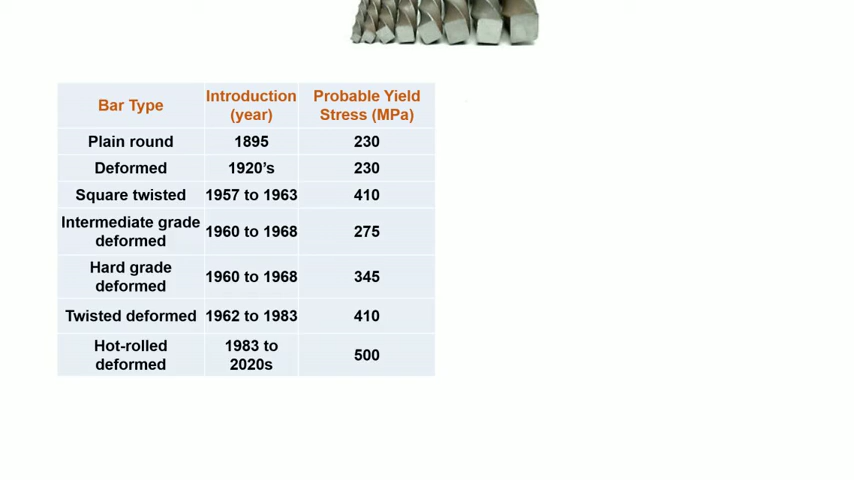 Bar Type
Introduction (year)
Probable Yield Stress (MPa)
Plain round 1895 230
Deformed 1920's 230
Square twisted 1957 to 1963 410
Intermediate grade deformed 1960 to 1968 275
Hard grade deformed 1960 to 1968 345
Twisted deformed 1962 to 1983 410
Hot-rolled deformed 1983 to 2020s 500